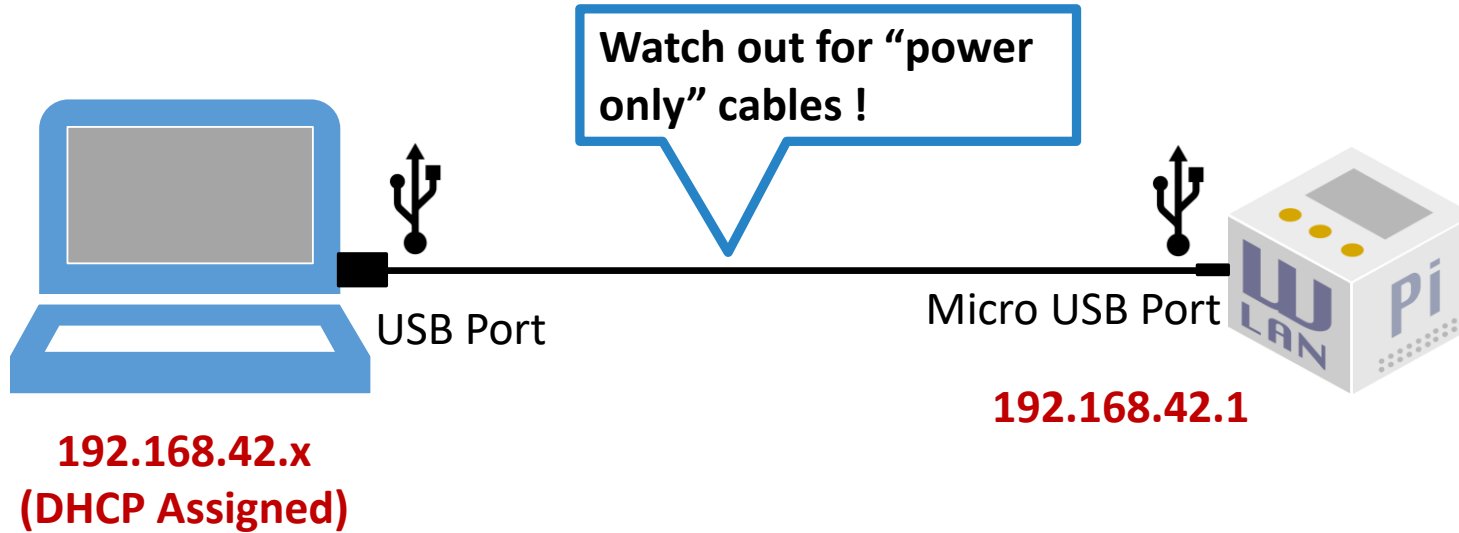 Watch out for “power
only” cables !
USB Port
Micro USB Port
W
LAN
Pi
192.168.42.1
192.168.42.x
(DHCP Assigned)